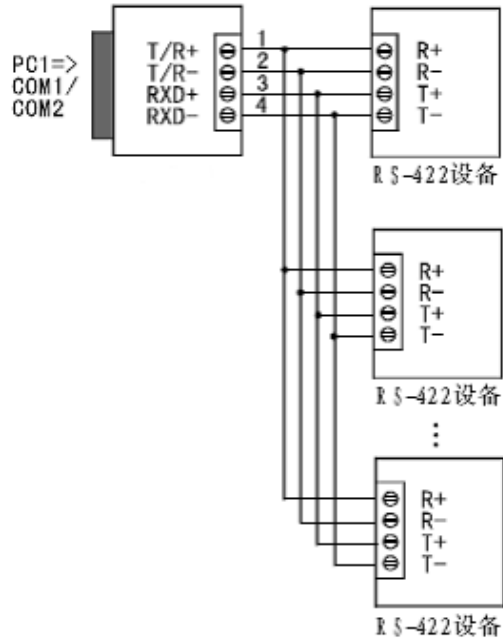 PC1=>
COM1/
COM2
T/R+
T/R-
RXD+
RXD-
1
2
3
4
R+
R-
T+
T-
RS-422设备
R+
R-
T+
T-
RS-422设备
R+
R-
T+
T-
RS-422设备